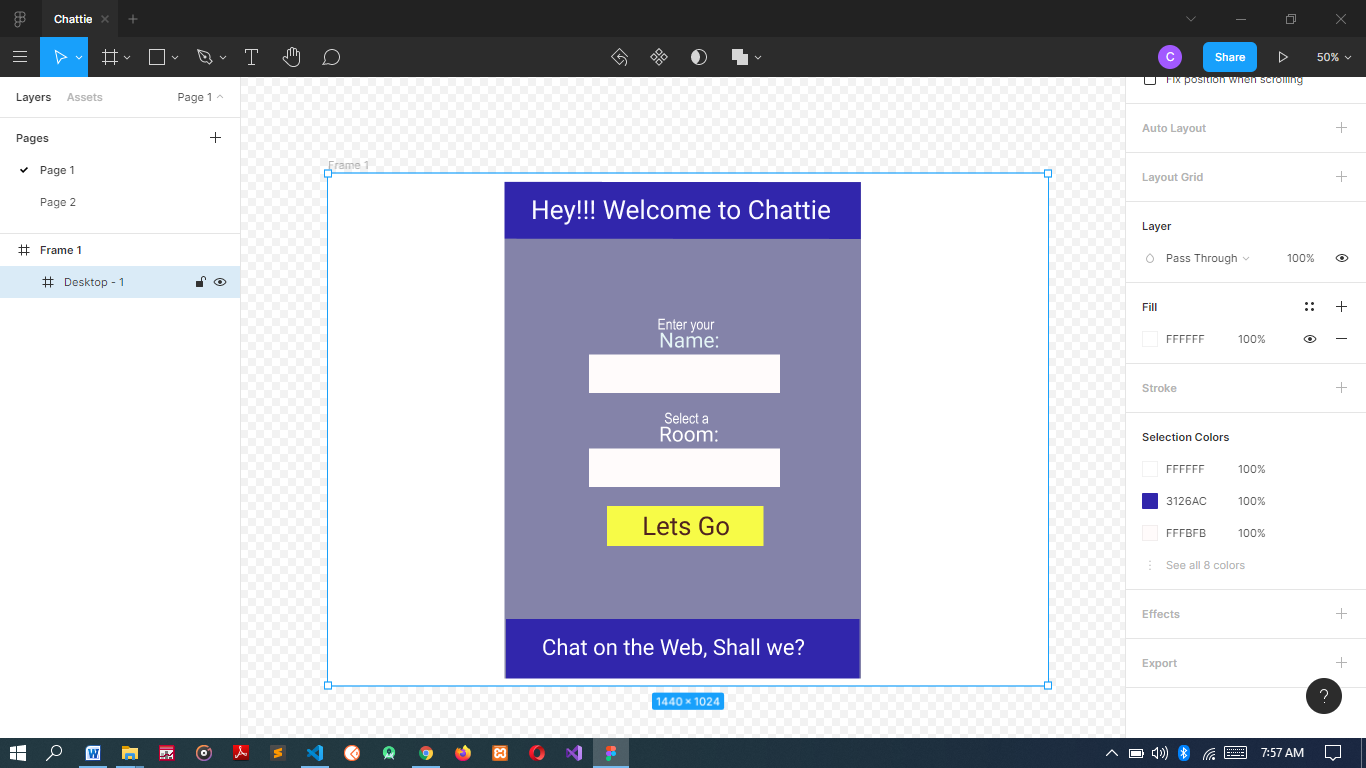 Chattie
C
Share
50%
Layers
Assets
Page 1
Pages
Page 1
Page 2
Frame 1
Desktop - 1
Frame 1
Hey!!! Welcome to Chattie
Enter your
Name:
Select a
Room:
Lets Go
Chat on the Web, Shall we?
1440 × 1024
Fix position when scrolling
Auto Layout
Layout Grid
Layer
Pass Through 100%
Fill
FFFFFF 100%
Stroke
Selection Colors
FFFFFF 100%
3126AC 100%
FFFBFB 100%
See all 8 colors
Effects
Export
?
7:57 AM